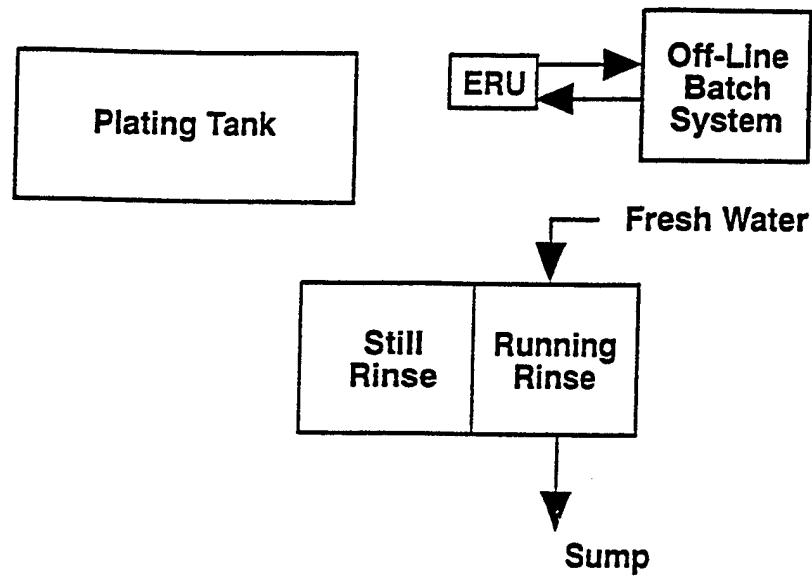 Plating Tank
ERU
Off-Line
Batch
System
Fresh Water
Still
Rinse
Running
Rinse
Sump